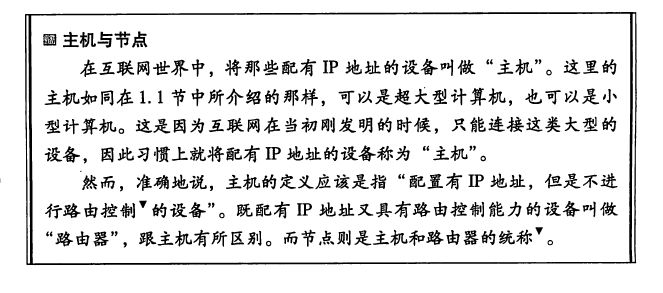 主机与节点
在互联网世界中，将那些配有 IP 地址的设备叫做“主机”。这里的
主机如同在1.1节中所介绍的那样，可以是超大型计算机，也可以是小
型计算机。这是因为互联网在当初刚发明的时候，只能连接这类大型的
设备，因此习惯上就将配有 IP 地址的设备称为“主机”。
然而，准确地说，主机的定义应该是指“配置有 IP 地址，但是不进
行路由控制▼的设备”。既配有 IP 地址又具有路由控制能力的设备叫做
“路由器”，跟主机有所区别。而节点则是主机和路由器的统称▼。